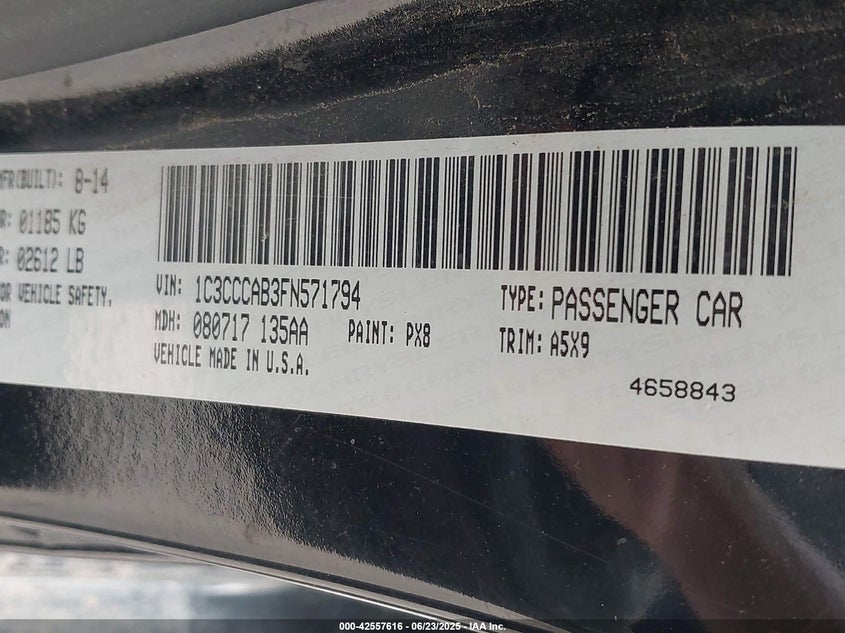 MFR(BUILT): 8-14
R: 01185 KG
R: 02612 LB
OR VEHICLE SAFETY,
ON
VIN: 1C3CCCAB3FN571794
MDH: 080717 135AA PAINT: PX8
VEHICLE MADE IN U.S.A.
TYPE: PASSENGER CAR
TRIM: A5X9
4658843
CHRYSLER
000-42557616 - 06/23/2025 - IAA Inc.